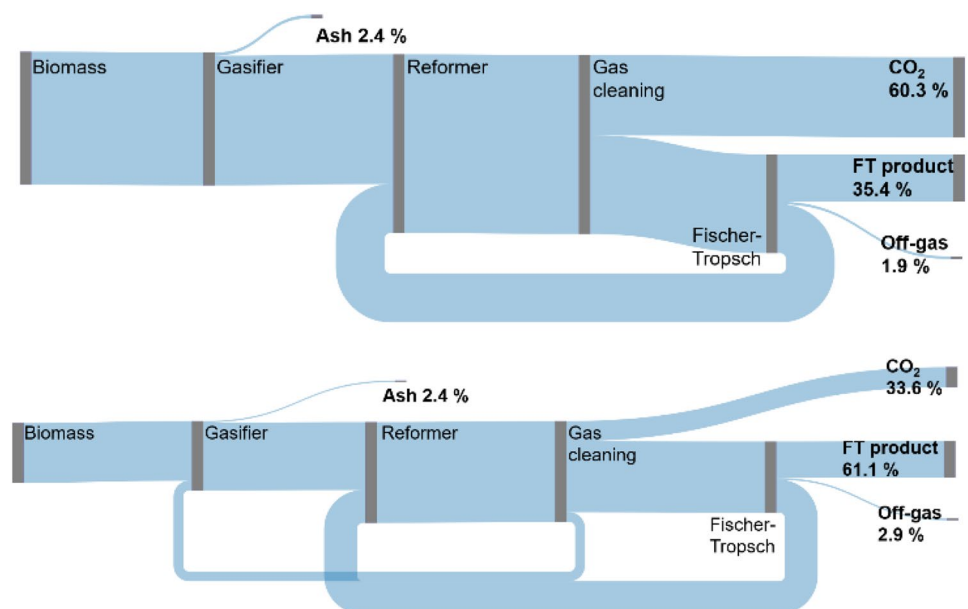 Ash 2.4 %
Biomass
Gasifier
Reformer
Gas
cleaning
CO₂
60.3 %
FT product
35.4 %
Fischer-
Tropsch
Off-gas
1.9 %
CO₂
33.6 %
Ash 2.4 %
Biomass
Gasifier
Reformer
Gas
cleaning
FT product
61.1 %
Fischer-
Tropsch
Off-gas
2.9 %